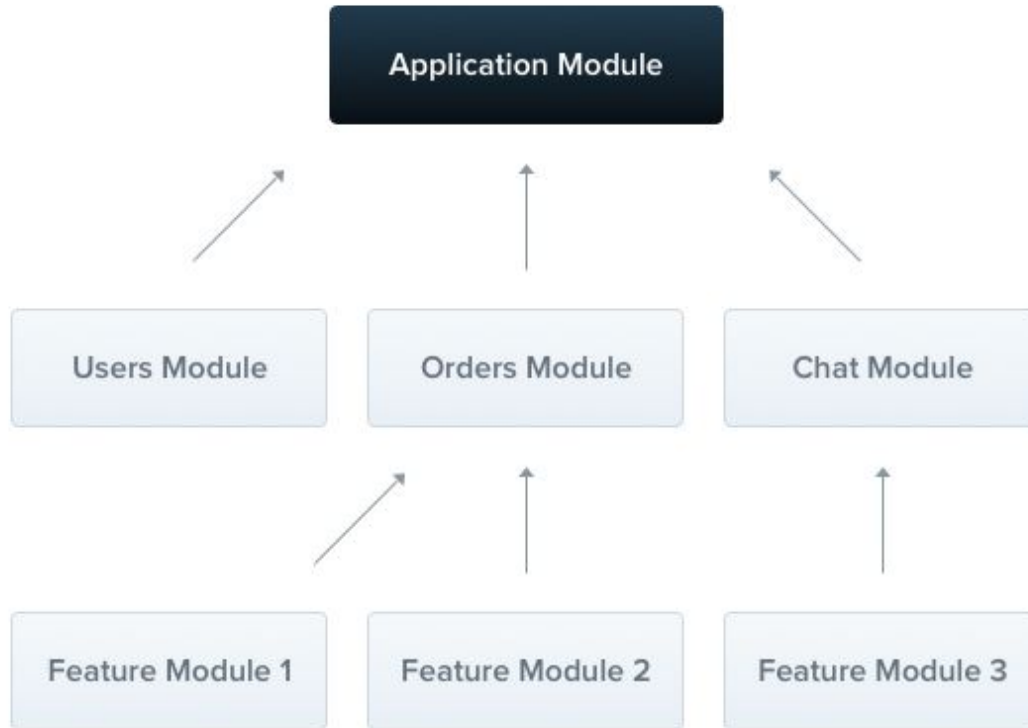 Application Module
Users Module
Orders Module
Chat Module
Feature Module 1
Feature Module 2
Feature Module 3